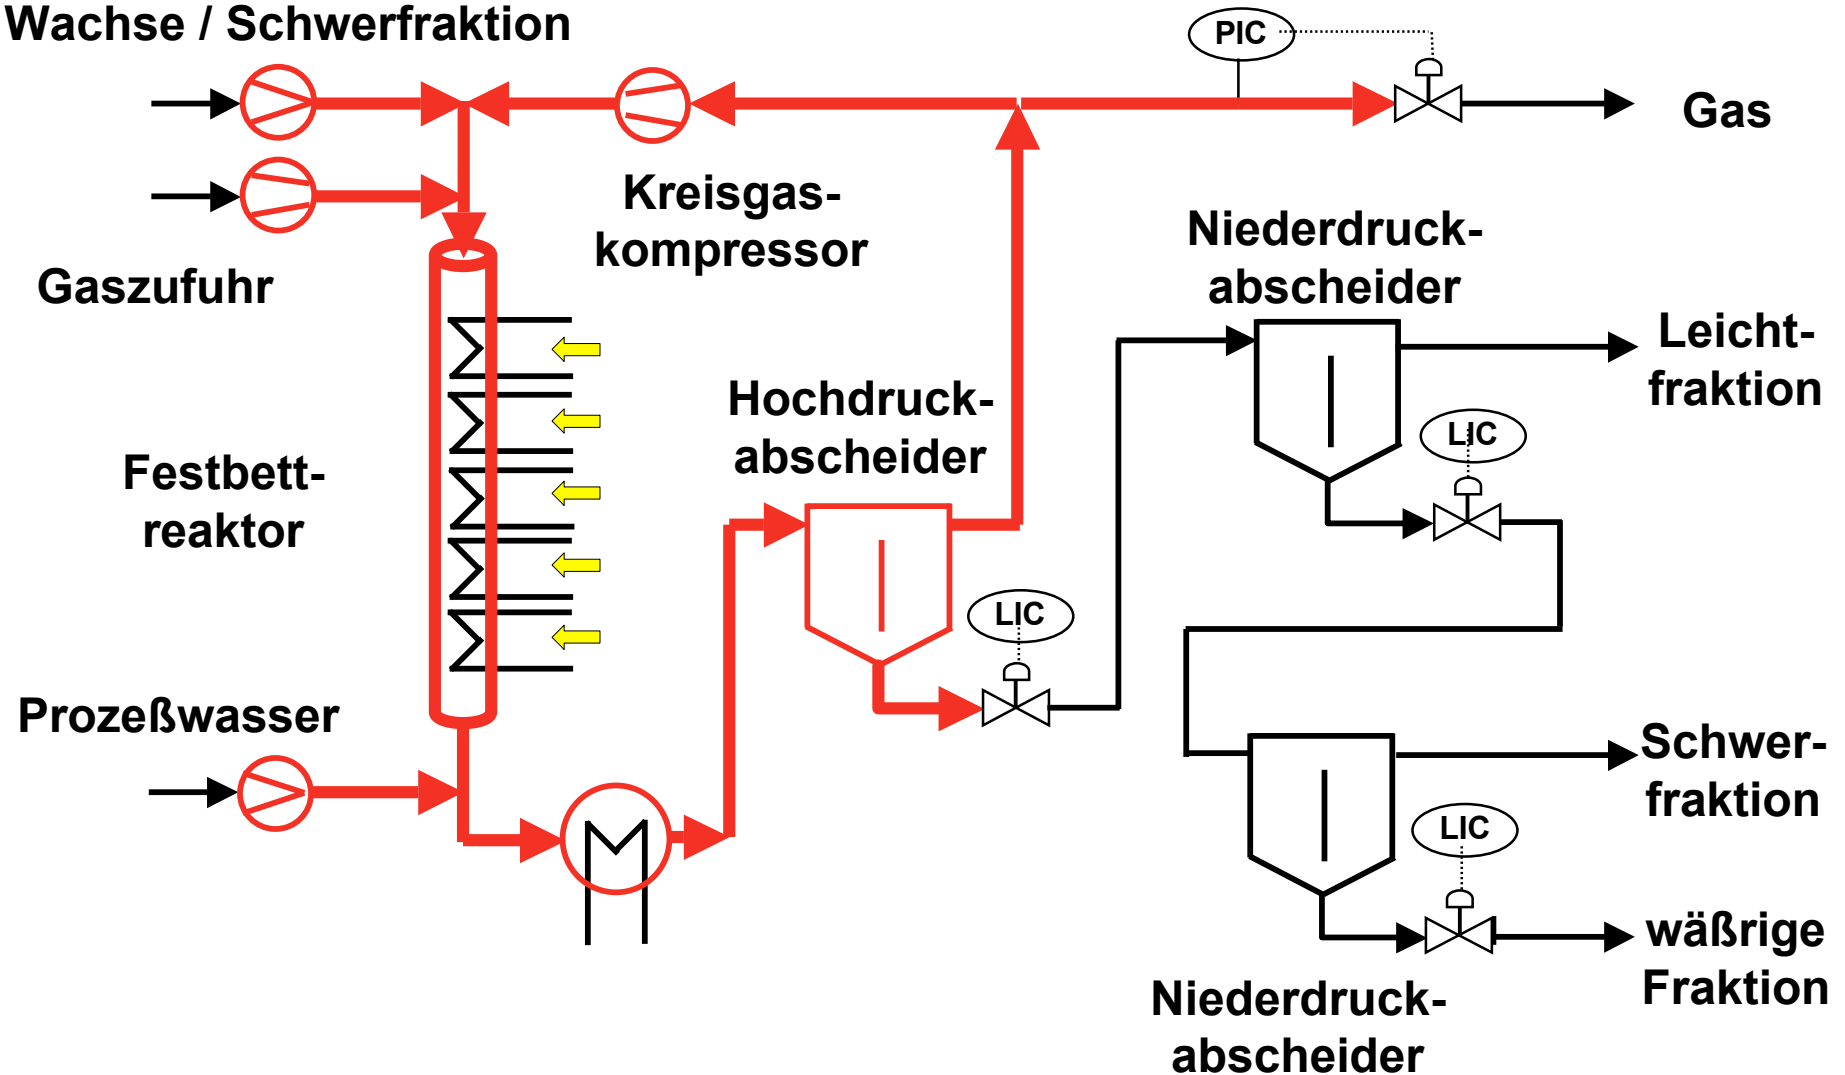 Wachse / Schwerfraktion
PIC
Gas
Kreisgas-
kompressor
Gaszufuhr
Niederdruck-
abscheider
Leicht-
fraktion
Hochdruck-
abscheider
LIC
Festbett-
reaktor
LIC
Prozeßwasser
Schwer-
fraktion
LIC
wäßrige
Fraktion
Niederdruck-
abscheider